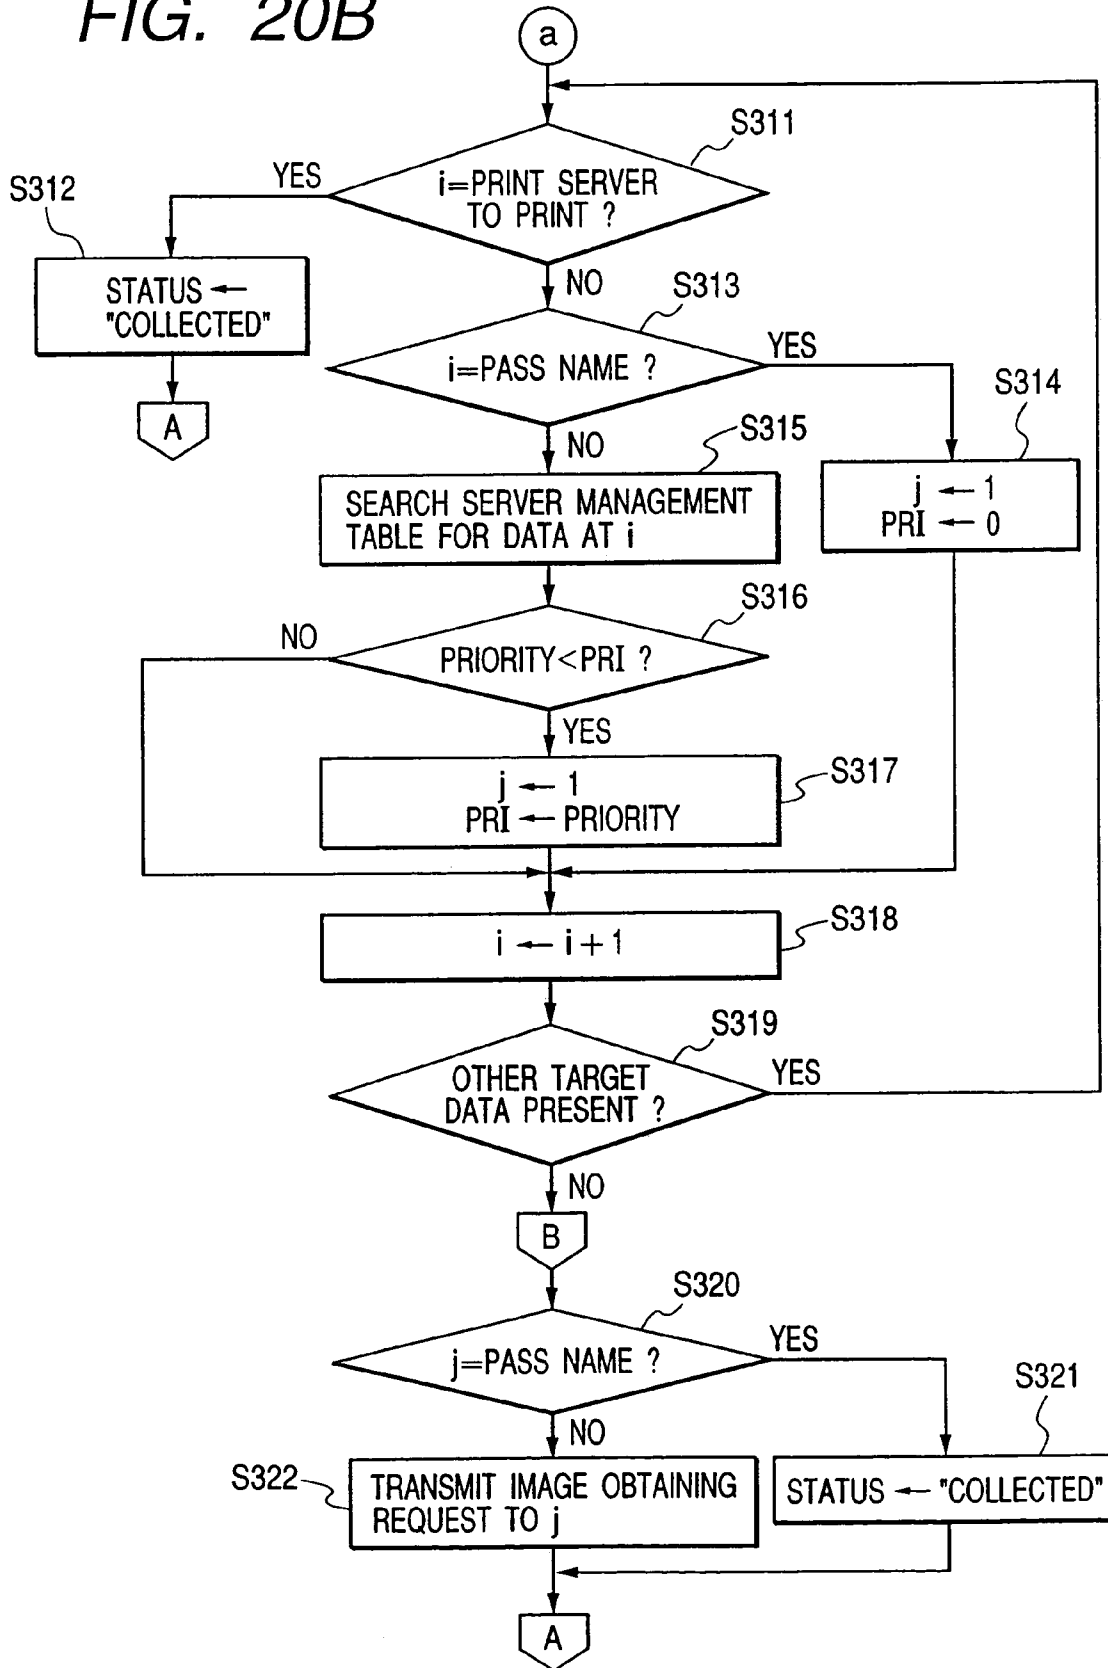 FIG. 20B
a
S311
i=PRINT SERVER
TO PRINT ?
YES
S312
STATUS ←
"COLLECTED"
A
NO
S313
i=PASS NAME ?
YES
S314
j ← 1
PRI ← 0
NO
S315
SEARCH SERVER MANAGEMENT
TABLE FOR DATA AT i
S316
PRIORITY<PRI ?
NO
YES
S317
j ← 1
PRI ← PRIORITY
S318
i ← i+1
S319
OTHER TARGET
DATA PRESENT ?
YES
NO
B
S320
j=PASS NAME ?
YES
S321
STATUS ← "COLLECTED"
NO
S322
TRANSMIT IMAGE OBTAINING
REQUEST TO j
A